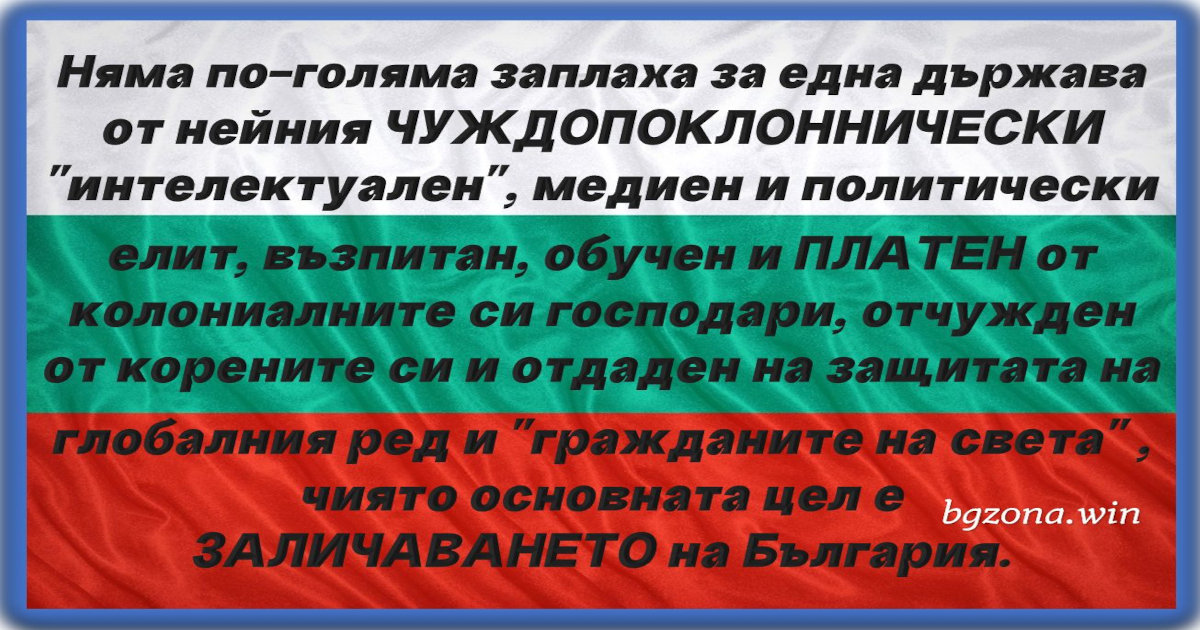 Няма по-голяма заплаха за една държава
от нейния ЧУЖДОПОКЛОННИЧЕСКИ
"интелектуален", медиен и политически
елит, възпитан, обучен и ПЛАТЕН от
колониалните си господари, отчужден
от корените си и отдаден на защитата на
глобалния ред и "гражданите на света" ,
чиято основната цел е
bgzona.win
ЗАЛИЧАВАНЕТО на България.